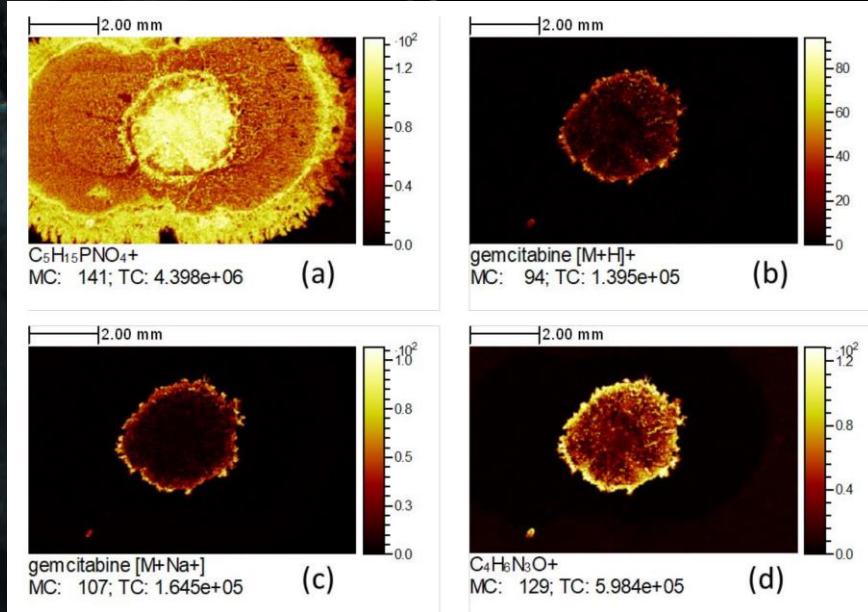 2.00 mm
·10²
1.2
0.8
0.4
0.0
C₅H₁₅PNO₄+
MC: 141; TC: 4.398e+06
(a)
2.00 mm
80
60
40
20
0
gemcitabine [M+H]+
MC: 94; TC: 1.395e+05
(b)
2.00 mm
·10²
1.0
0.8
0.5
0.3
0.0
gemcitabine [M+Na+]
MC: 107; TC: 1.645e+05
(c)
2.00 mm
·10²
1.2
0.8
0.4
0.0
C₄H₆N₃O+
MC: 129; TC: 5.984e+05
(d)